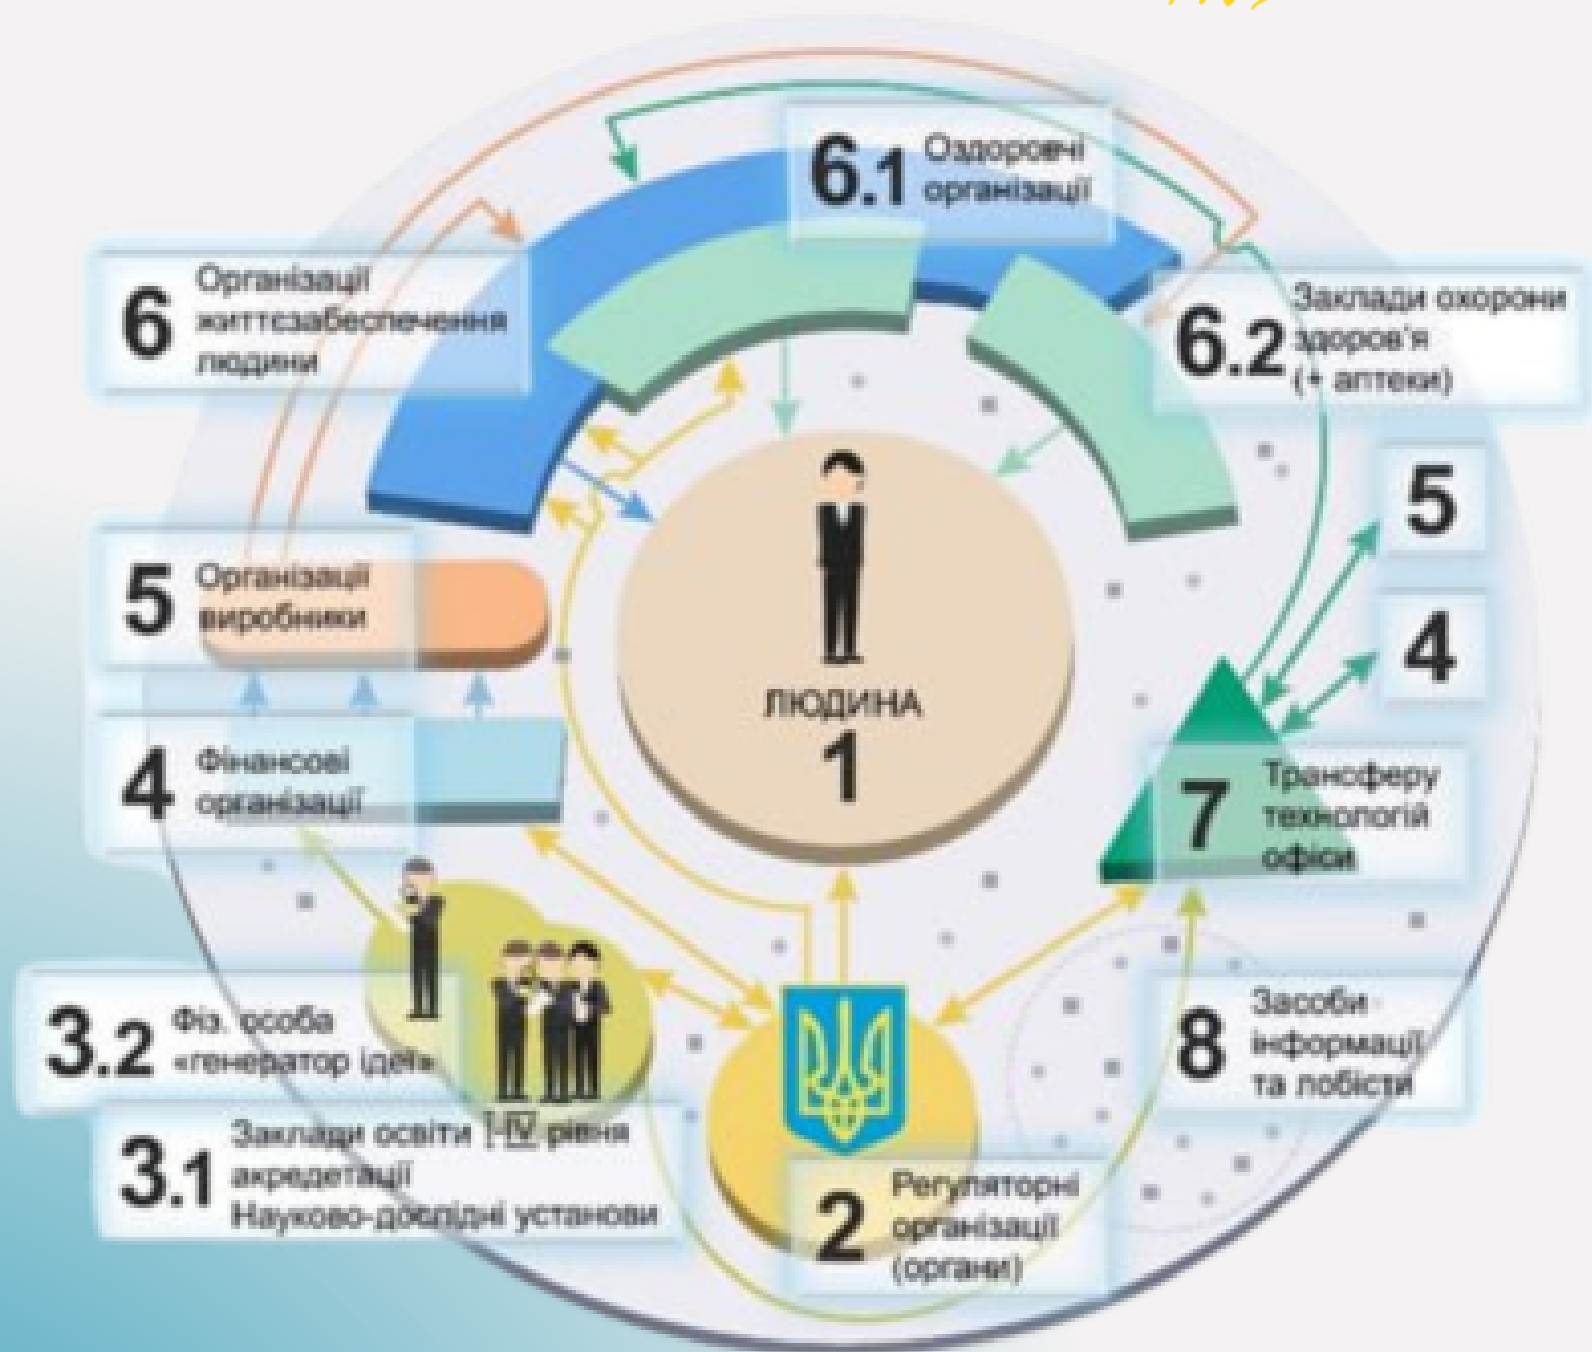 6.1 Оздоровчі
організації
6 Організації
життєзабеспечення
людини
6.2 Заклади охорони
здоров'я
(+ аптеки)
5
4
5 Організації
виробники
ЛЮДИНА
1
4 Фінансові
організації
7 Трансферу
технологій
офіси
3.2 Фіз. особа
«генератор ідей»
8 Засоби
інформації
та лобісти
3.1 Заклади освіти I-IV рівня
акредетації
Науково-дослідні установи
2 Регуляторні
організації
(органи)